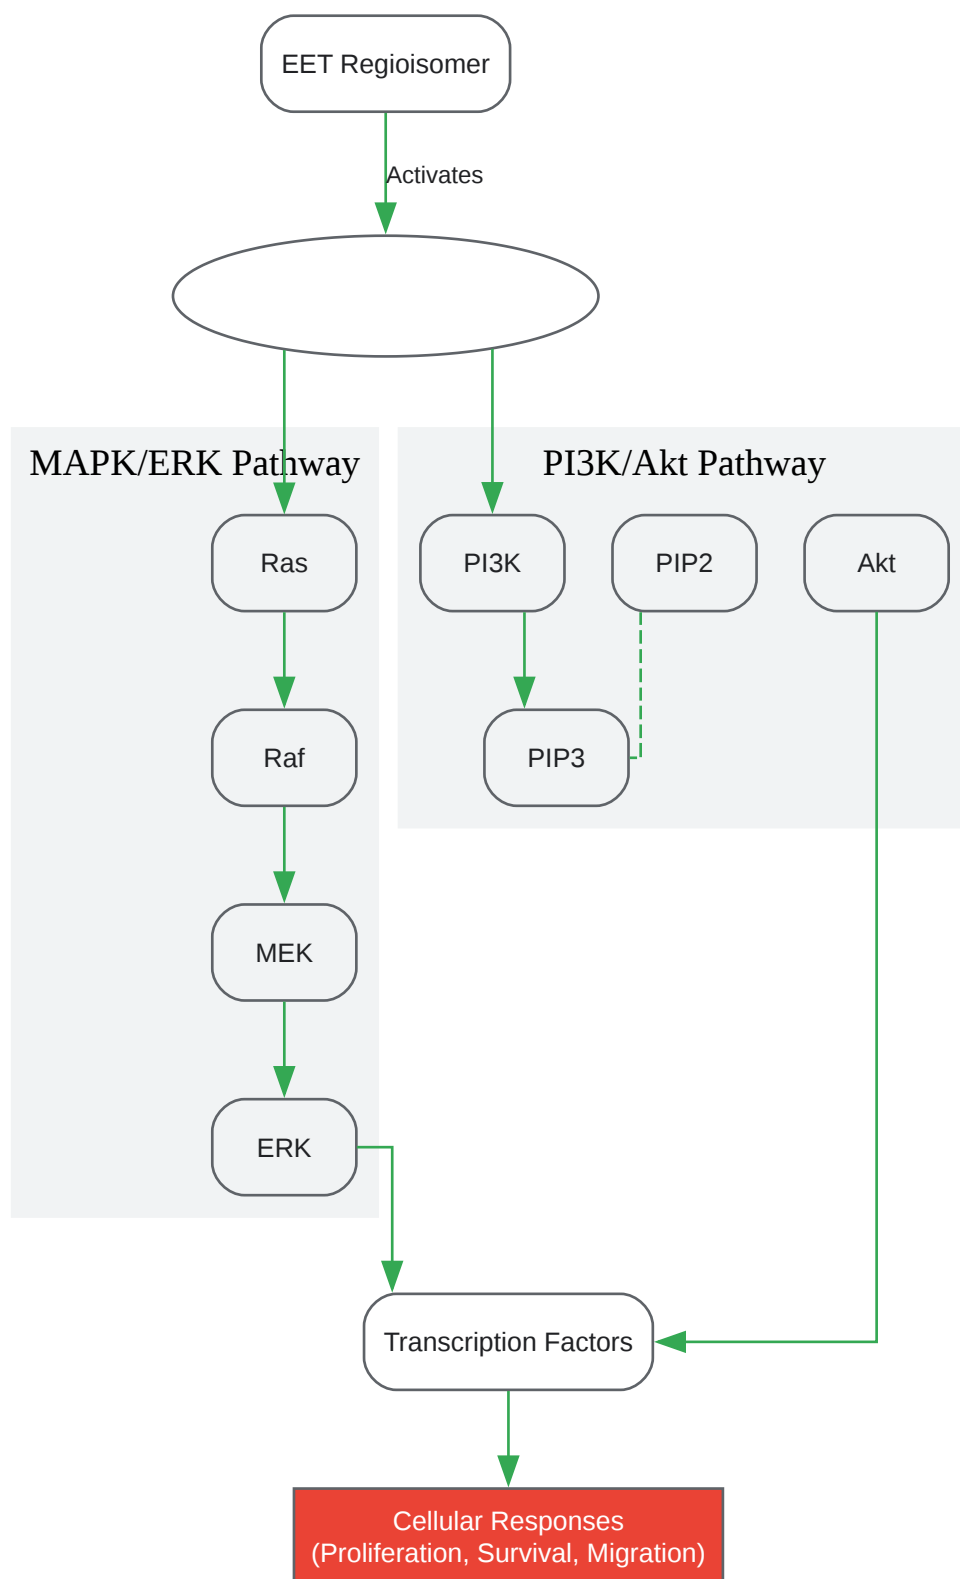 EET Regioisomer
Activates
MAPK/ERK Pathway
PI3K/Akt Pathway
Ras
PI3K
PIP2
Akt
Raf
PIP3
MEK
ERK
Transcription Factors
Cellular Responses
(Proliferation, Survival, Migration)